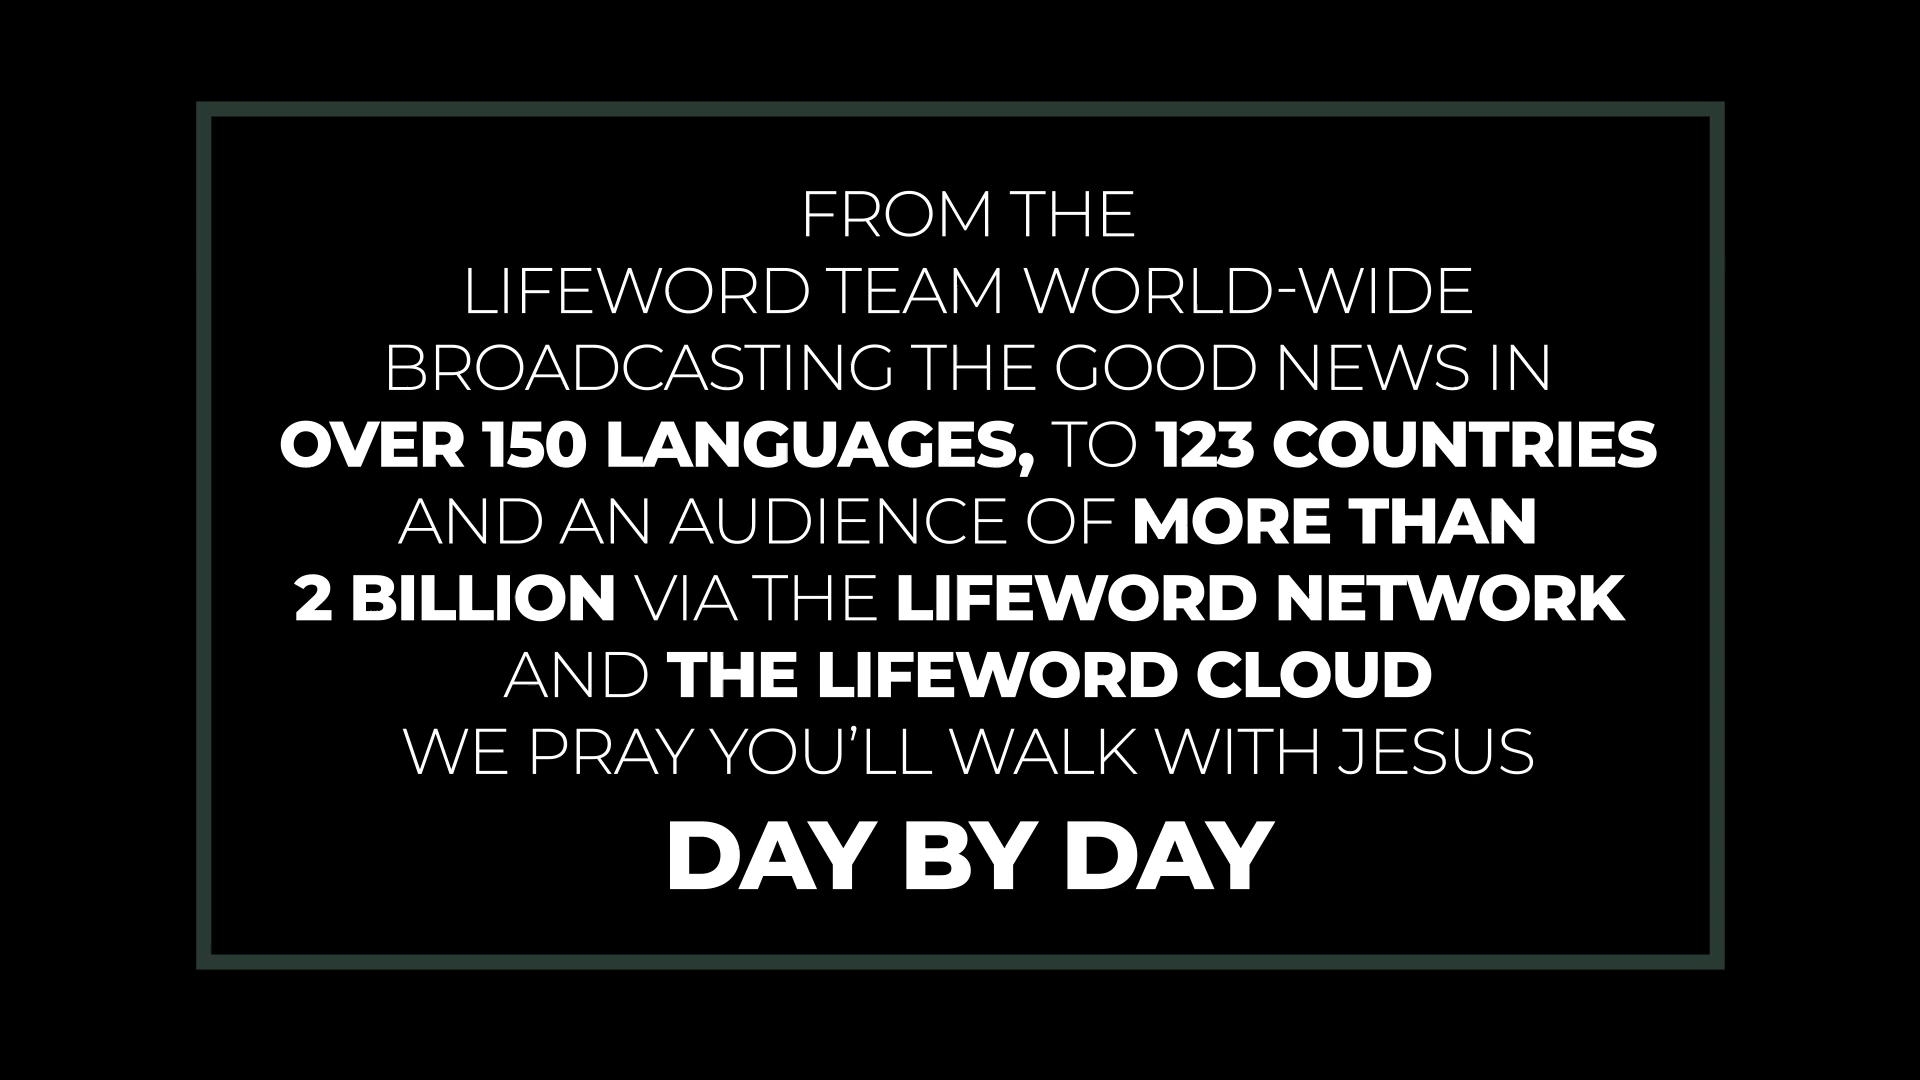 FROM THE
LIFEWORD TEAM WORLD-WIDE
BROADCASTING THE GOOD NEWS IN
OVER 150 LANGUAGES, TO 123 COUNTRIES
AND AN AUDIENCE OF MORE THAN
2 BILLION VIA THE LIFEWORD NETWORK
AND THE LIFEWORD CLOUD
WE PRAY YOU’LL WALK WITH JESUS
DAY BY DAY